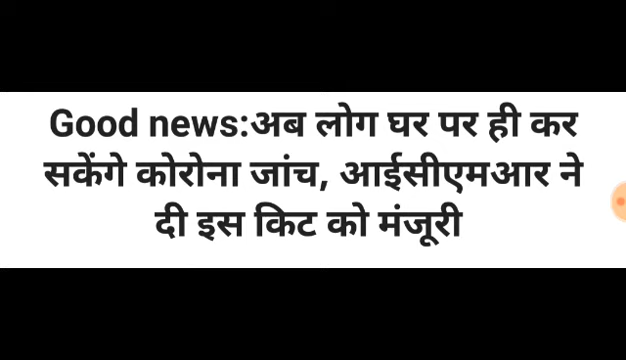 Good news:अब लोग घर पर ही कर
सकेंगे कोरोना जांच, आईसीएमआर ने
दी इस किट को मंजूरी